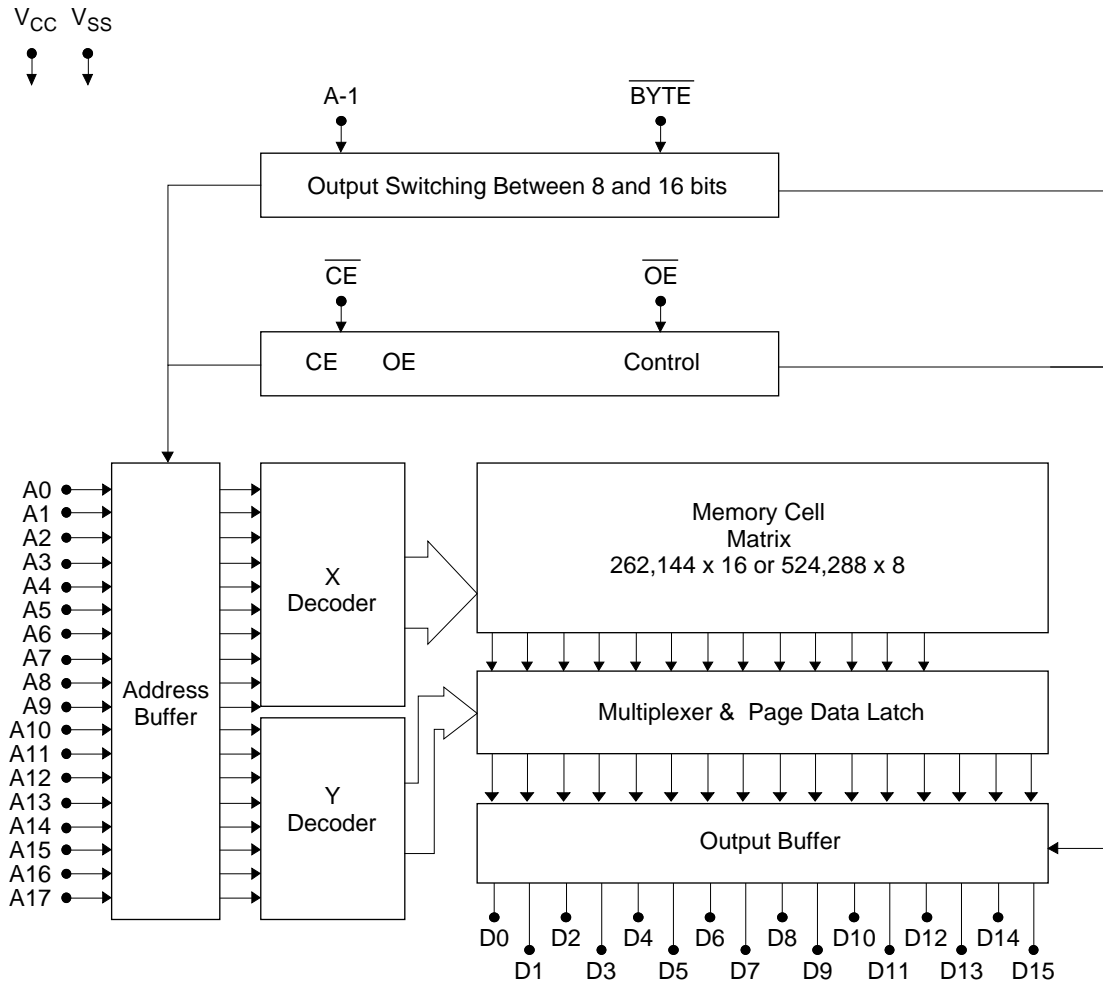 VCC VSS
A-1 BYTE
Output Switching Between 8 and 16 bits
CE OE
CE OE Control
A0
A1
A2
A3
A4
A5
A6
A7
A8
A9
A10
A11
A12
A13
A14
A15
A16
A17
Address
Buffer
X
Decoder
Y
Decoder
Memory Cell
Matrix
262,144 x 16 or 524,288 x 8
Multiplexer & Page Data Latch
Output Buffer
D0 D2 D4 D6 D8 D10 D12 D14
D1 D3 D5 D7 D9 D11 D13 D15